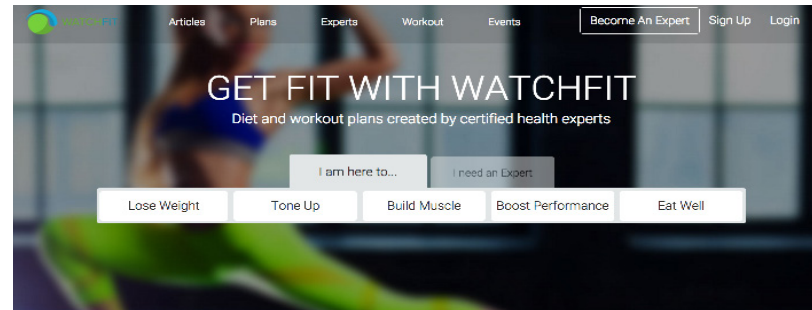 WATCHFIT Articles Plans Experts Workout Events Become An Expert Sign Up Login
GET FIT WITH WATCHFIT
Diet and workout plans created by certified health experts
I am here to... I need an Expert
Lose Weight Tone Up Build Muscle Boost Performance Eat Well